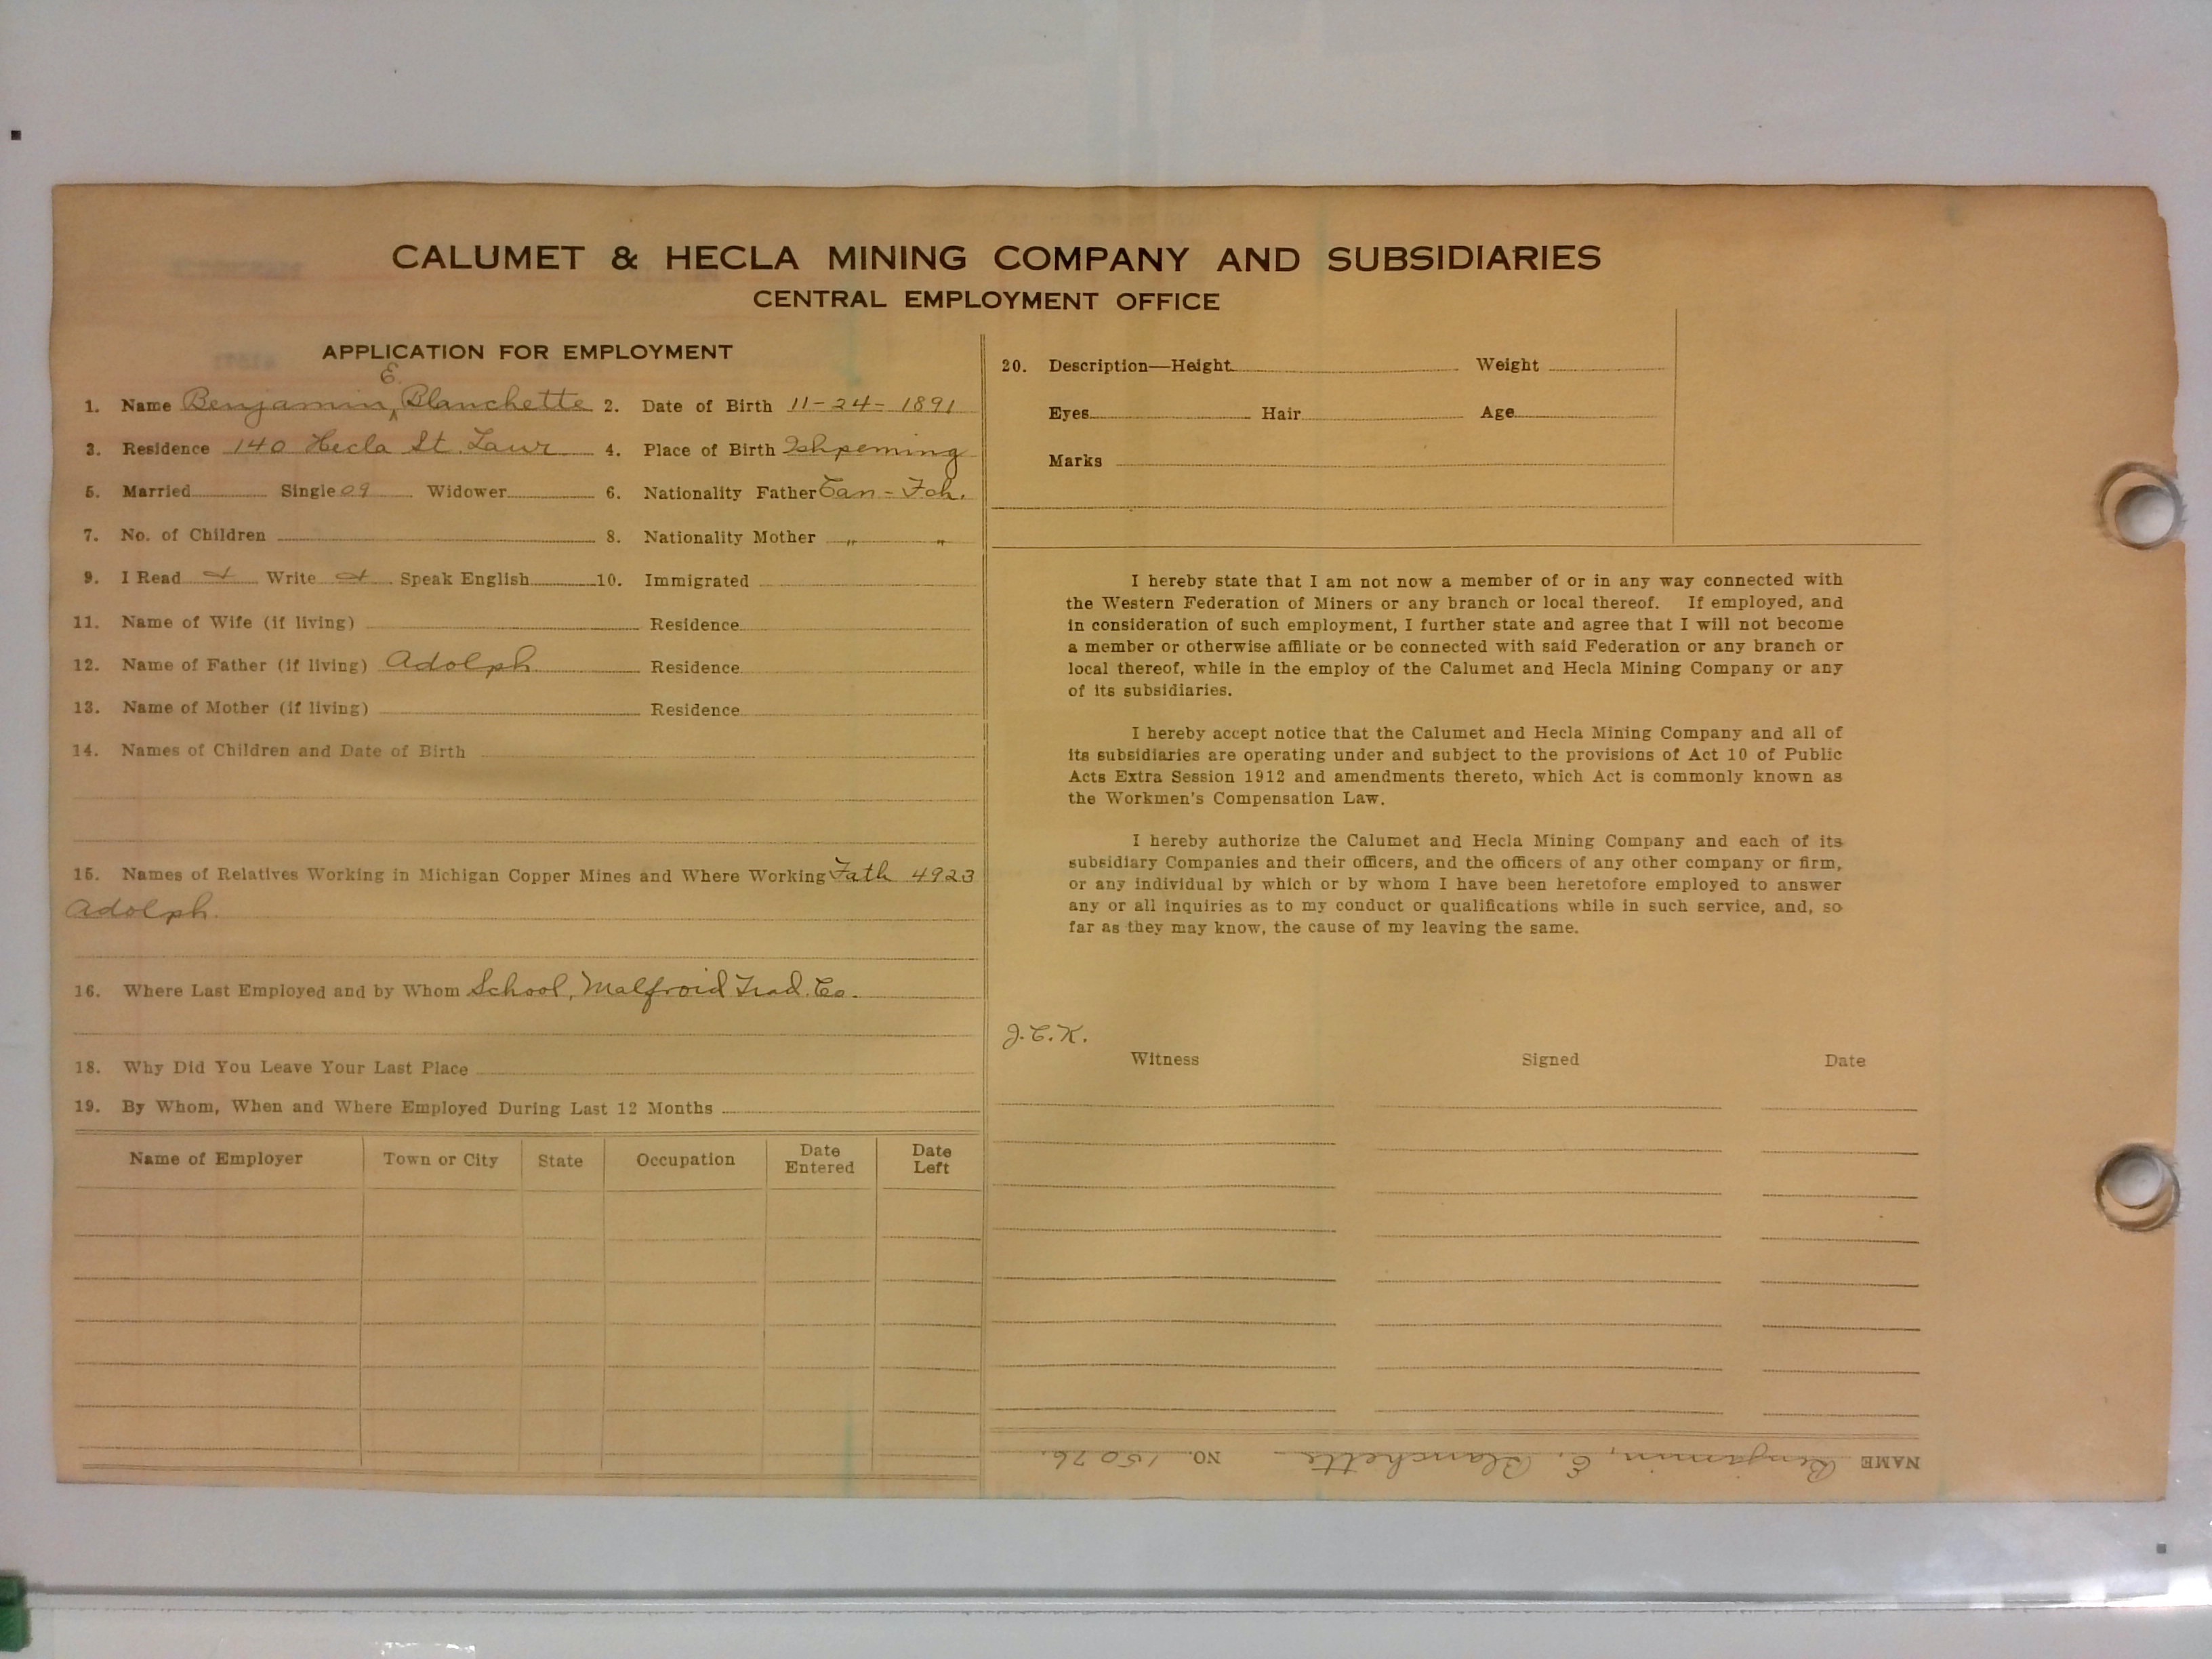 CALUMET & HECLA MINING COMPANY AND SUBSIDIARIES
CENTRAL EMPLOYMENT OFFICE
APPLICATION FOR EMPLOYMENT
E.
1. Name Benjamin Blanchette 2. Date of Birth 11-24-1891
3. Residence 140 Hecla St. Laur 4. Place of Birth Ishpeming
5. Married Single 09 Widower 6. Nationality Father Can-Fch.
7. No. of Children 8. Nationality Mother " "
9. I Read Write Speak English 10. Immigrated
11. Name of Wife (if living) Residence
12. Name of Father (if living) Adolph Residence
13. Name of Mother (if living) Residence
14. Names of Children and Date of Birth
15. Names of Relatives Working in Michigan Copper Mines and Where Working Fath 4923
Adolph.
16. Where Last Employed and by Whom School, Malfroid Trad. Co.
18. Why Did You Leave Your Last Place
19. By Whom, When and Where Employed During Last 12 Months
Name of Employer Town or City State Occupation Date Entered Date Left
20. Description—Height Weight
Eyes Hair Age
Marks
I hereby state that I am not now a member of or in any way connected with
the Western Federation of Miners or any branch or local thereof. If employed, and
in consideration of such employment, I further state and agree that I will not become
a member or otherwise affiliate or be connected with said Federation or any branch or
local thereof, while in the employ of the Calumet and Hecla Mining Company or any
of its subsidiaries.
I hereby accept notice that the Calumet and Hecla Mining Company and all of
its subsidiaries are operating under and subject to the provisions of Act 10 of Public
Acts Extra Session 1912 and amendments thereto, which Act is commonly known as
the Workmen's Compensation Law.
I hereby authorize the Calumet and Hecla Mining Company and each of its
subsidiary Companies and their officers, and the officers of any other company or firm,
or any individual by which or by whom I have been heretofore employed to answer
any or all inquiries as to my conduct or qualifications while in such service, and, so
far as they may know, the cause of my leaving the same.
J.C.K.
Witness Signed Date
NAME Benjamin, E. Blanchette NO. 15076.